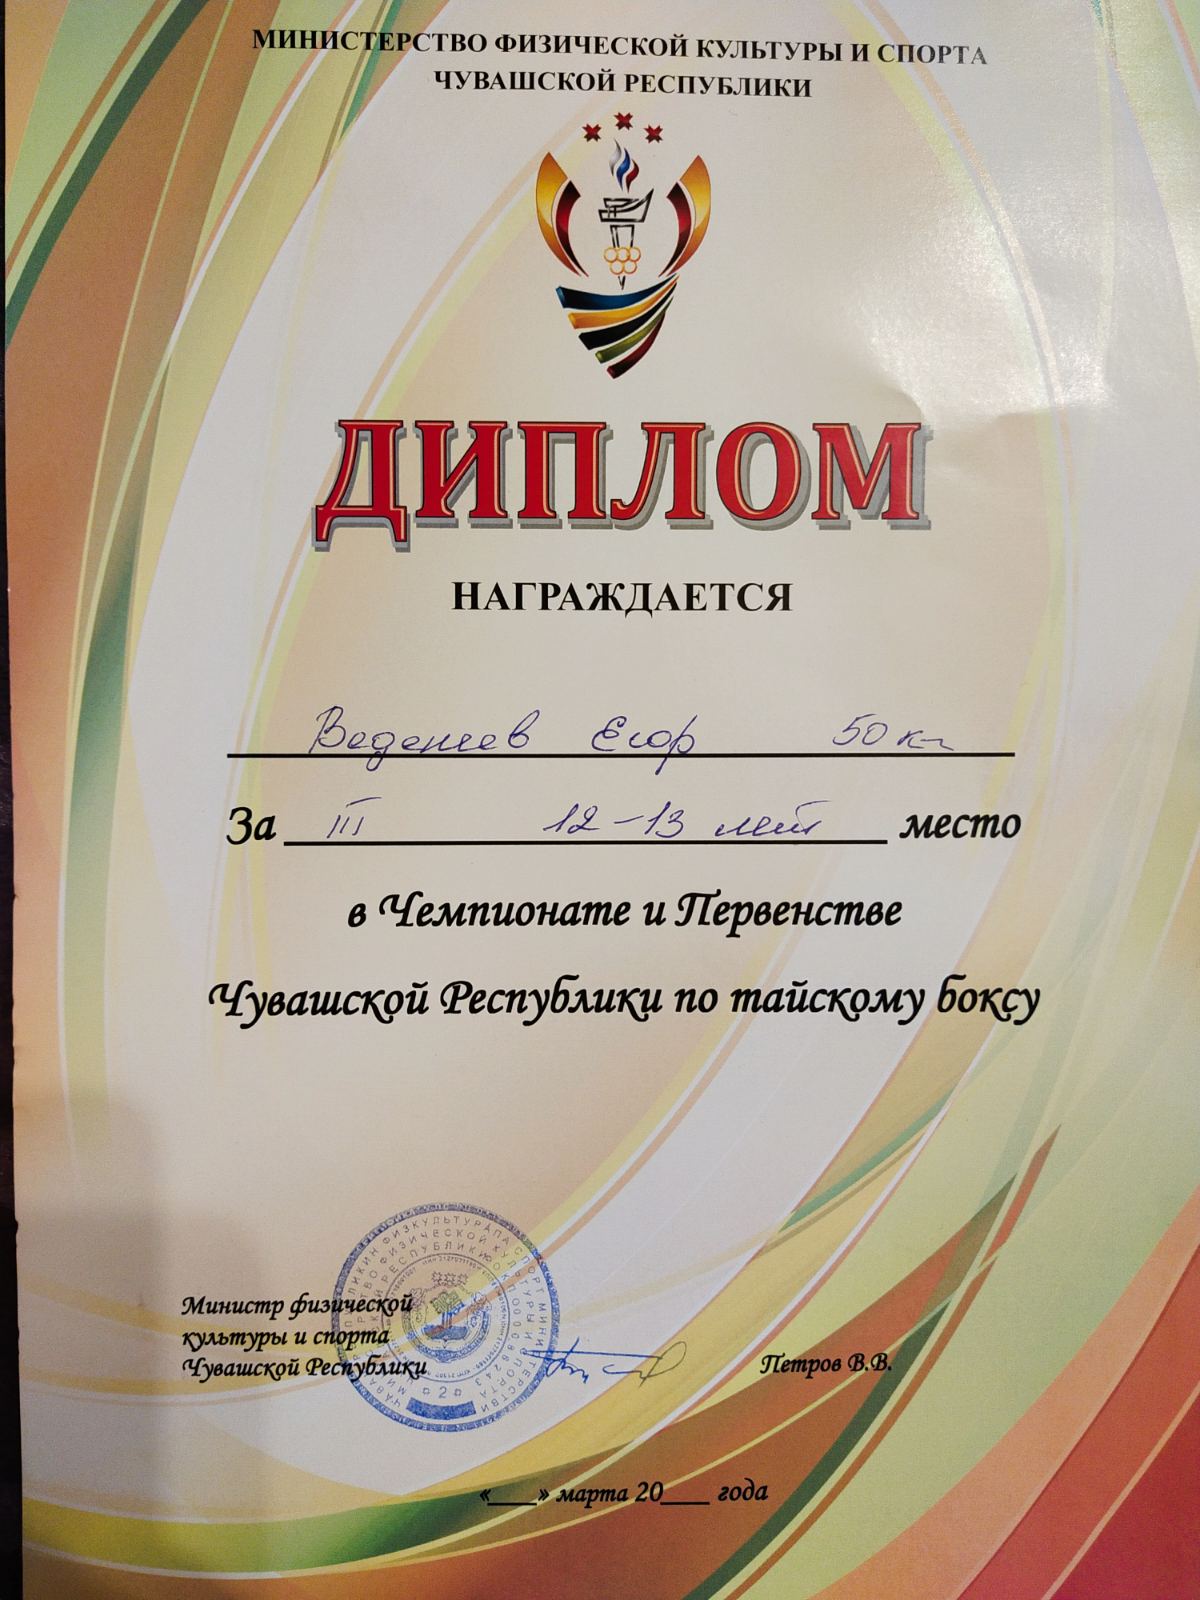 МИНИСТЕРСТВО ФИЗИЧЕСКОЙ КУЛЬТУРЫ И СПОРТА
ЧУВАШСКОЙ РЕСПУБЛИКИ
ДИПЛОМ
НАГРАЖДАЕТСЯ
Веденеев Егор 50 кг
За III 12-13 лет место
в Чемпионате и Первенстве
Чувашской Республики по тайскому боксу
Министр физической
культуры и спорта
Чувашской Республики Петров В.В.
«___» марта 20___ года